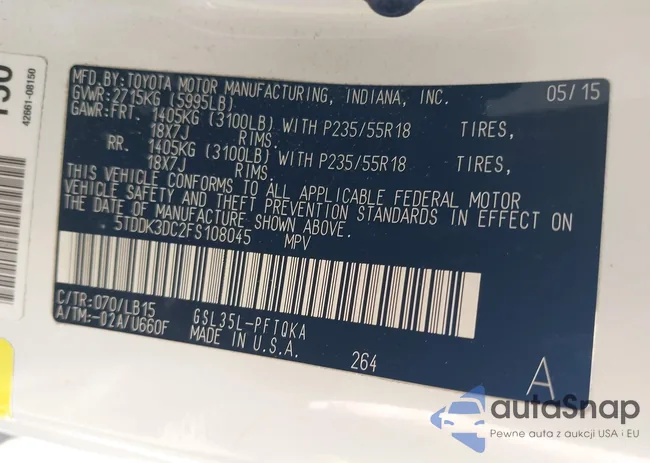 MFD.BY:TOYOTA MOTOR MANUFACTURING, INDIANA, INC. 05/15
GVWR:2715KG (5995LB)
GAWR:FRT. 1405KG (3100LB) WITH P235/55R18 TIRES,
18X7J RIMS.
RR. 1405KG (3100LB) WITH P235/55R18 TIRES,
18X7J RIMS.
THIS VEHICLE CONFORMS TO ALL APPLICABLE FEDERAL MOTOR
VEHICLE SAFETY AND THEFT PREVENTION STANDARDS IN EFFECT ON
THE DATE OF MANUFACTURE SHOWN ABOVE.
5TDDK3DC2FS108045 MPV
C/TR:070/LB15 GSL35L-PFTQKA
A/TM:-02A/U660F MADE IN U.S.A. 264 A
42661-08150
autaSnap
Pewne auta z aukcji USA i EU